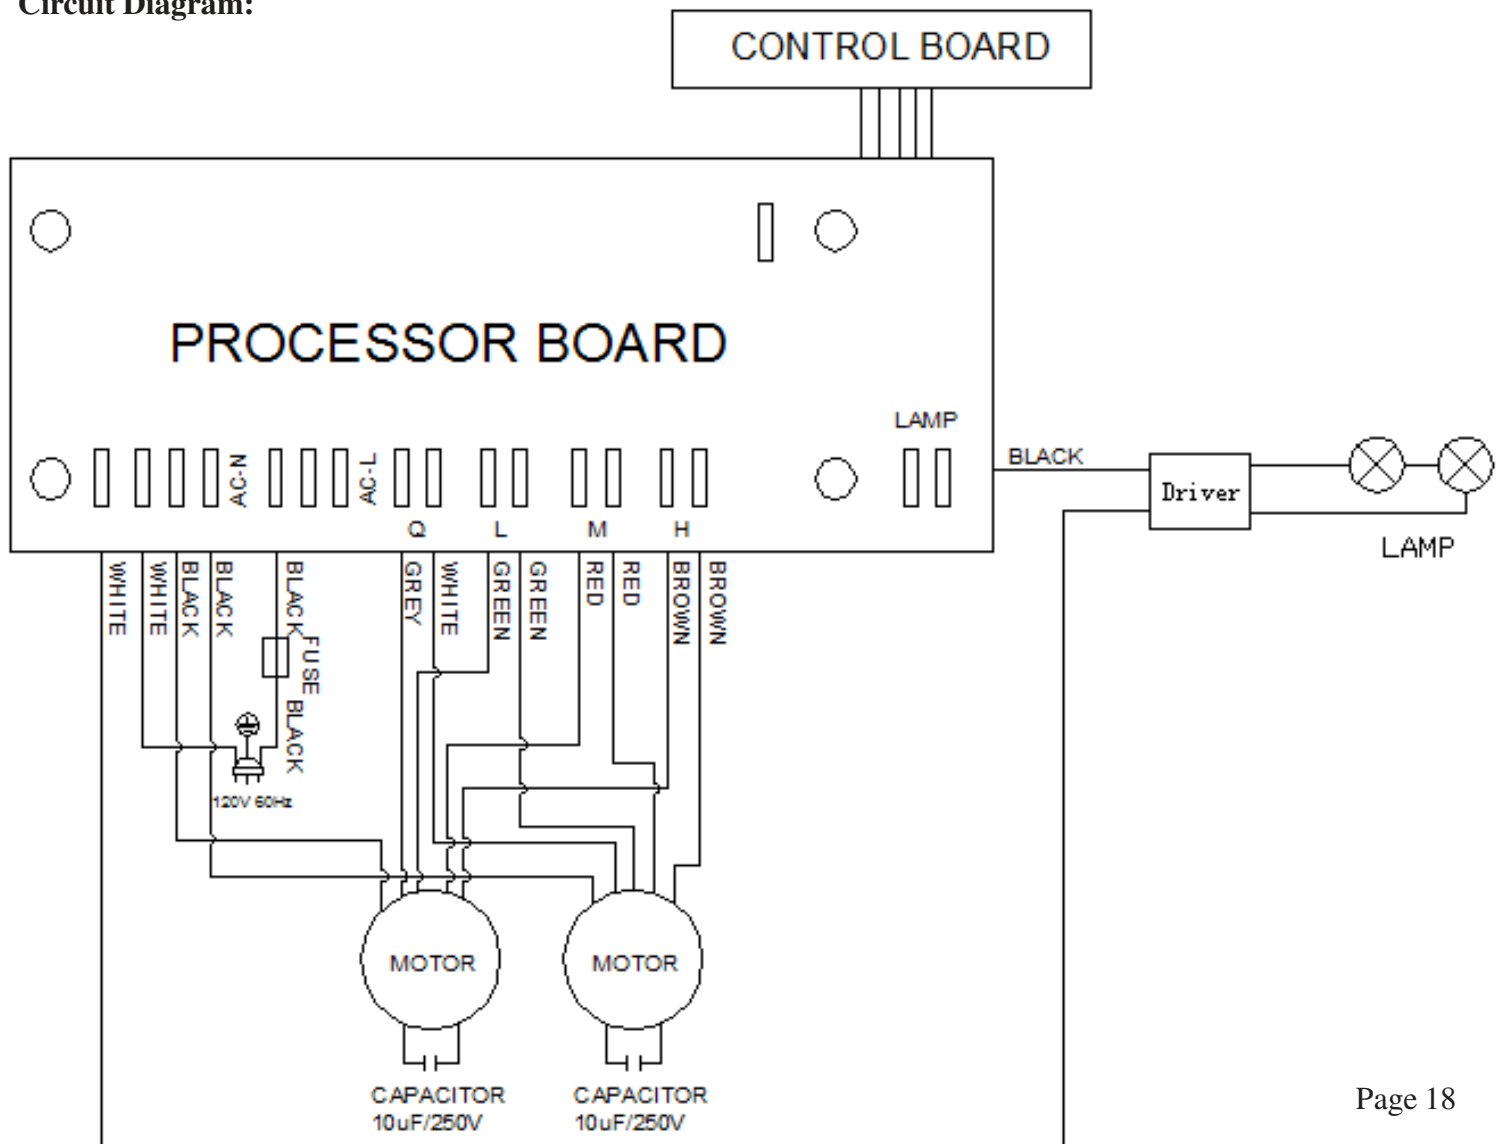 Circuit Diagram:
CONTROL BOARD
PROCESSOR BOARD
LAMP
AC-N
AC-L
Q
L
M
H
BLACK
Driver
LAMP
WHITE
WHITE
BLACK
BLACK
BLACK
GREY
WHITE
GREEN
GREEN
RED
RED
BROWN
BROWN
FUSE
BLACK
120V 60Hz
MOTOR
MOTOR
CAPACITOR
10uF/250V
CAPACITOR
10uF/250V
Page 18